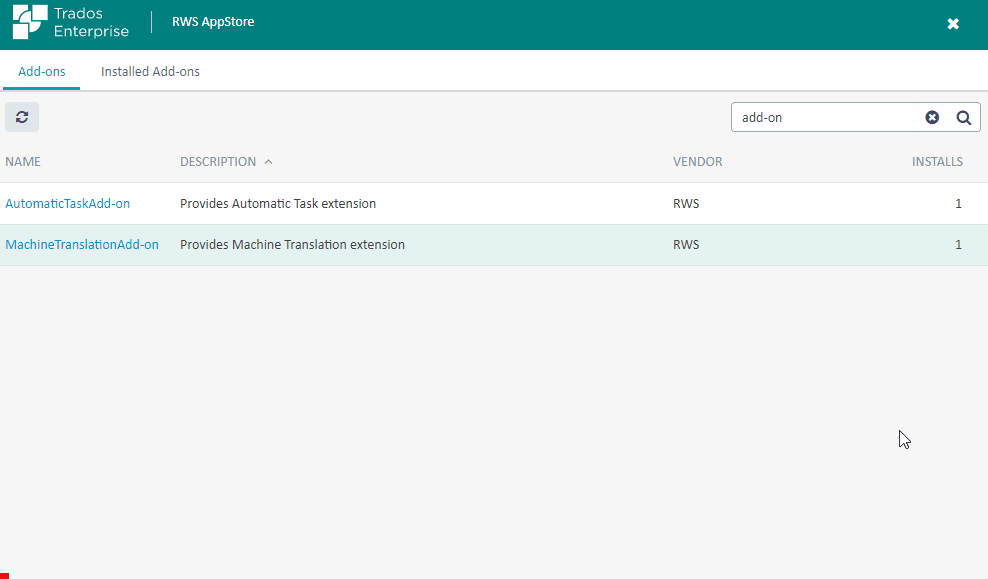 Trados
Enterprise
RWS AppStore
Add-ons
Installed Add-ons
add-on
NAME
DESCRIPTION
VENDOR
INSTALLS
AutomaticTaskAdd-on
Provides Automatic Task extension
RWS
1
MachineTranslationAdd-on
Provides Machine Translation extension
RWS
1